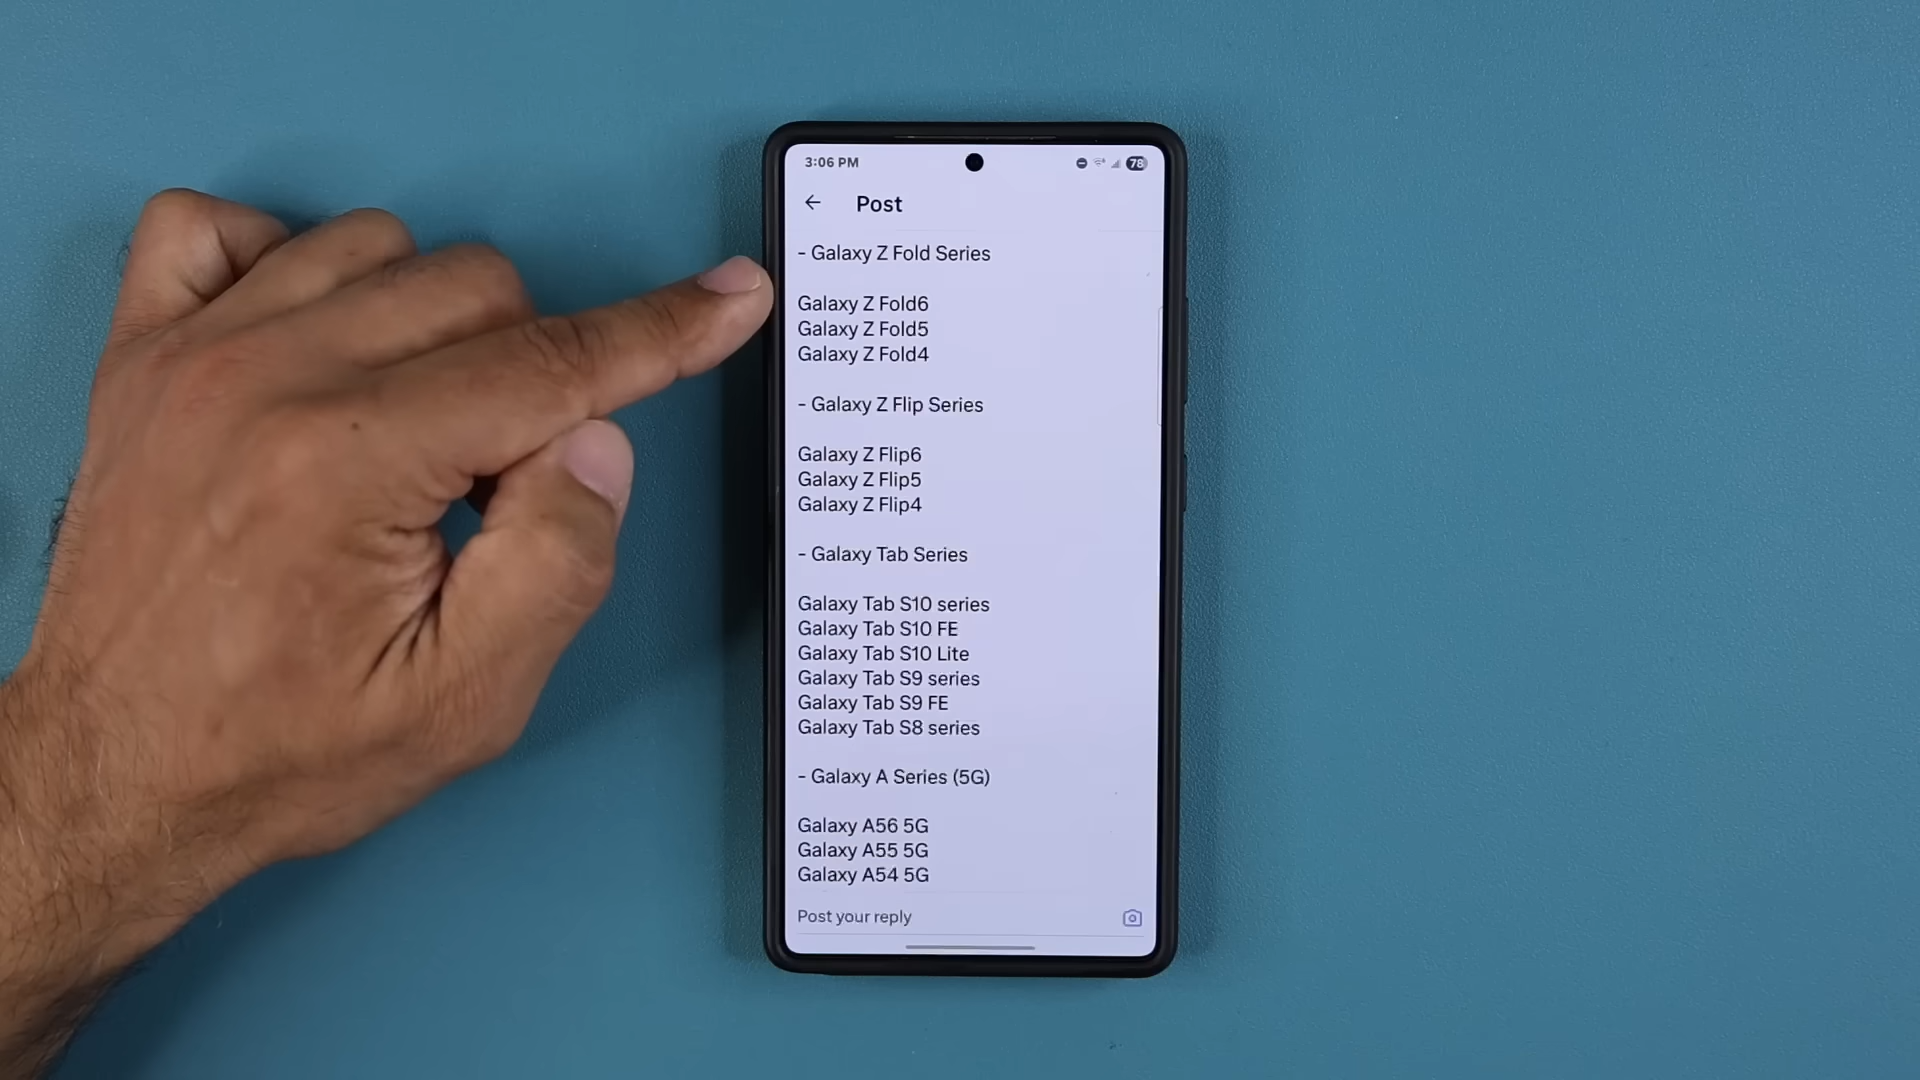 3:06 PM
78
Post
- Galaxy Z Fold Series
Galaxy Z Fold6
Galaxy Z Fold5
Galaxy Z Fold4
- Galaxy Z Flip Series
Galaxy Z Flip6
Galaxy Z Flip5
Galaxy Z Flip4
- Galaxy Tab Series
Galaxy Tab S10 series
Galaxy Tab S10 FE
Galaxy Tab S10 Lite
Galaxy Tab S9 series
Galaxy Tab S9 FE
Galaxy Tab S8 series
- Galaxy A Series (5G)
Galaxy A56 5G
Galaxy A55 5G
Galaxy A54 5G
Post your reply